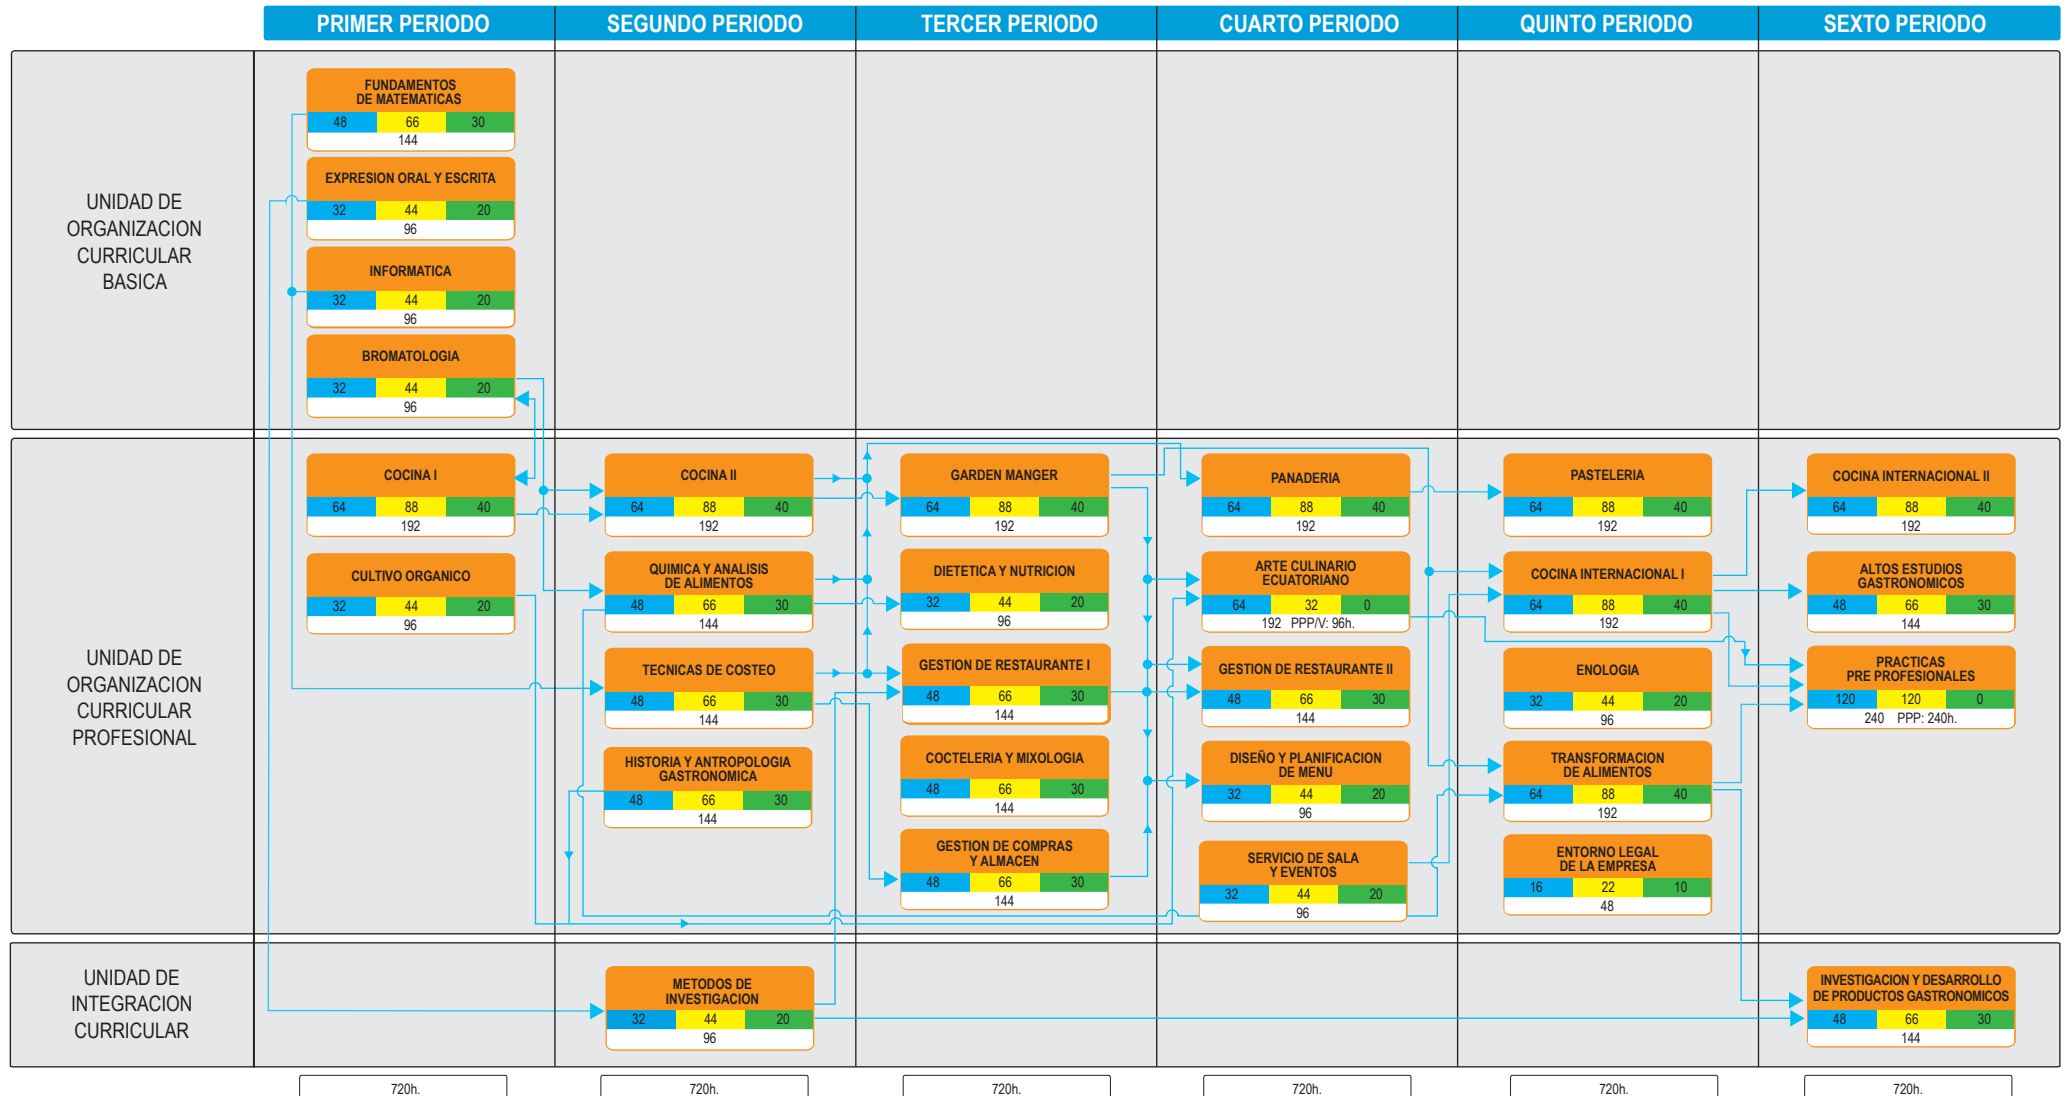 PRIMER PERIODO
SEGUNDO PERIODO
TERCER PERIODO
CUARTO PERIODO
QUINTO PERIODO
SEXTO PERIODO
UNIDAD DE
ORGANIZACION
CURRICULAR
BASICA
FUNDAMENTOS
DE MATEMATICAS
48 66 30
144
EXPRESION ORAL Y ESCRITA
32 44 20
96
INFORMATICA
32 44 20
96
BROMATOLOGIA
32 44 20
96
UNIDAD DE
ORGANIZACION
CURRICULAR
PROFESIONAL
COCINA I
64 88 40
192
CULTIVO ORGANICO
32 44 20
96
COCINA II
64 88 40
192
QUIMICA Y ANALISIS
DE ALIMENTOS
48 66 30
144
TECNICAS DE COSTEO
48 66 30
144
HISTORIA Y ANTROPOLOGIA
GASTRONOMICA
48 66 30
144
GARDEN MANGER
64 88 40
192
DIETETICA Y NUTRICION
32 44 20
96
GESTION DE RESTAURANTE I
48 66 30
144
COCTELERIA Y MIXOLOGIA
48 66 30
144
GESTION DE COMPRAS
Y ALMACEN
48 66 30
144
PANADERIA
64 88 40
192
ARTE CULINARIO
ECUATORIANO
64 32 0
192 PPP/V: 96h.
GESTION DE RESTAURANTE II
48 66 30
144
DISEÑO Y PLANIFICACION
DE MENU
32 44 20
96
SERVICIO DE SALA
Y EVENTOS
32 44 20
96
PASTELERIA
64 88 40
192
COCINA INTERNACIONAL I
64 88 40
192
ENOLOGIA
32 44 20
96
TRANSFORMACION
DE ALIMENTOS
64 88 40
192
ENTORNO LEGAL
DE LA EMPRESA
16 22 10
48
COCINA INTERNACIONAL II
64 88 40
192
ALTOS ESTUDIOS
GASTRONOMICOS
48 66 30
144
PRACTICAS
PRE PROFESIONALES
120 120 0
240 PPP: 240h.
UNIDAD DE
INTEGRACION
CURRICULAR
METODOS DE
INVESTIGACION
32 44 20
96
INVESTIGACION Y DESARROLLO
DE PRODUCTOS GASTRONOMICOS
48 66 30
144
720h.
720h.
720h.
720h.
720h.
720h.